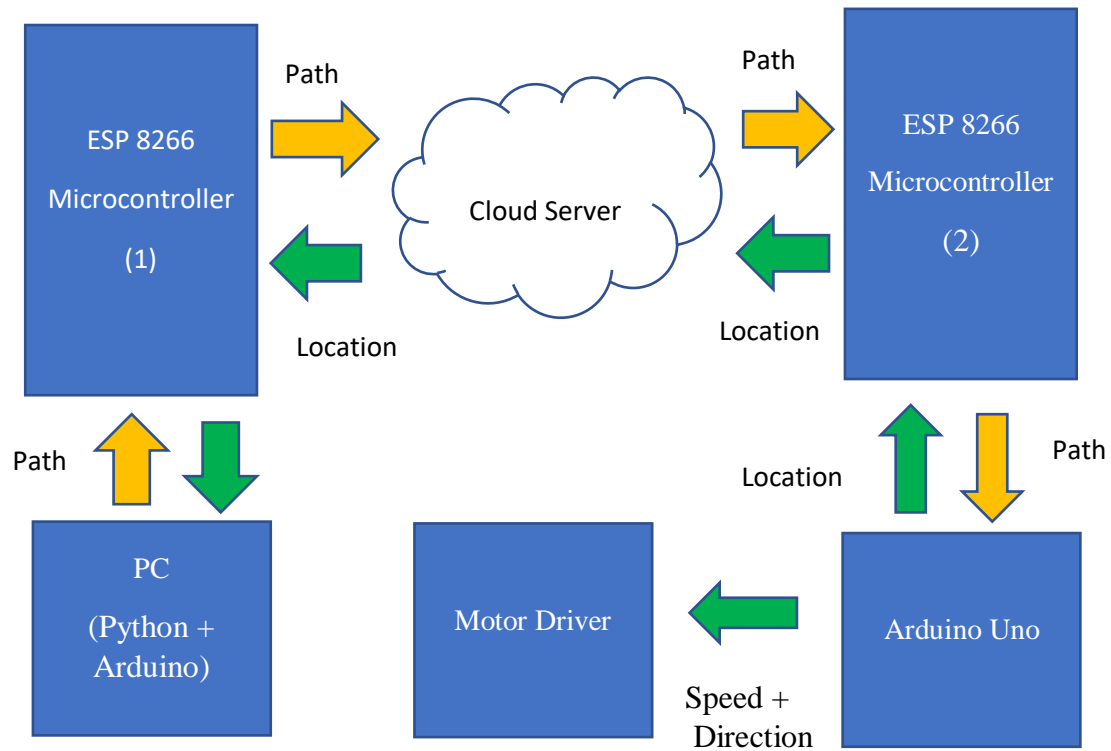 Path
Path
ESP 8266
Microcontroller
(1)
Cloud Server
ESP 8266
Microcontroller
(2)
Location
Location
Path
Location
Path
PC
(Python +
Arduino)
Motor Driver
Arduino Uno
Speed +
Direction